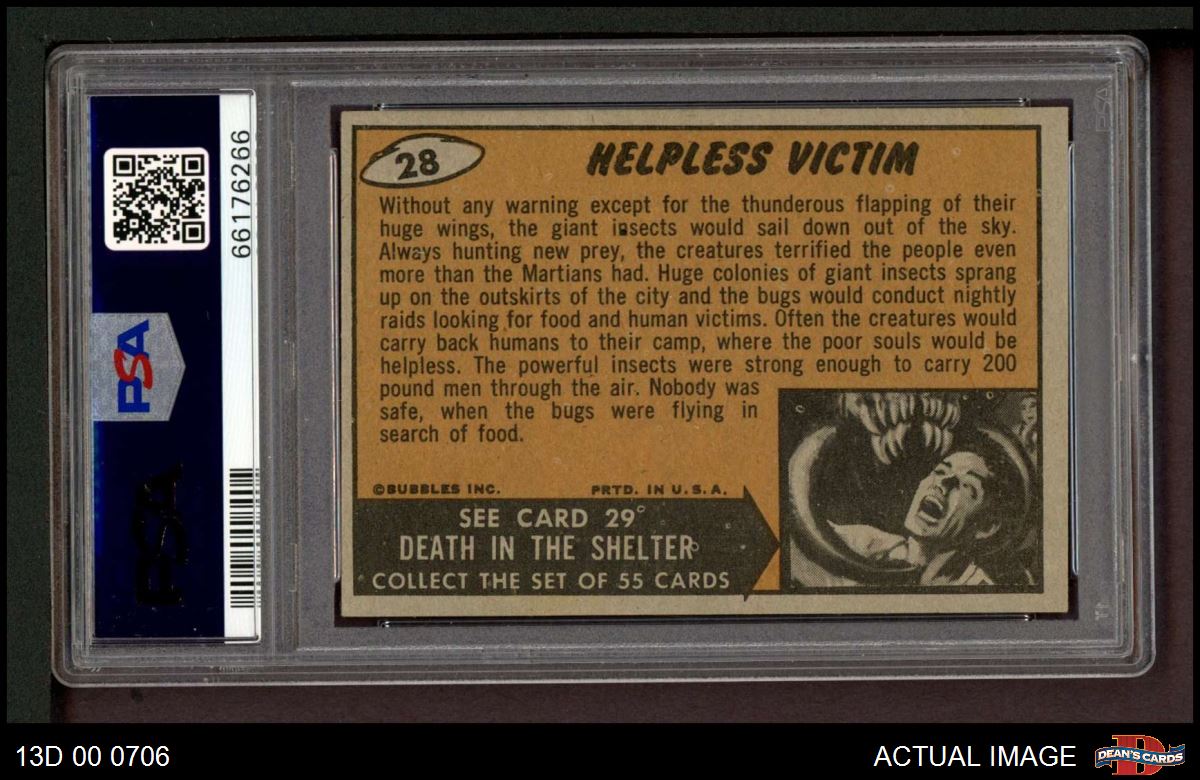 66176266
PSA
PSA
28
HELPLESS VICTIM
Without any warning except for the thunderous flapping of their
huge wings, the giant insects would sail down out of the sky.
Always hunting new prey, the creatures terrified the people even
more than the Martians had. Huge colonies of giant insects sprang
up on the outskirts of the city and the bugs would conduct nightly
raids looking for food and human victims. Often the creatures would
carry back humans to their camp, where the poor souls would be
helpless. The powerful insects were strong enough to carry 200
pound men through the air. Nobody was
safe, when the bugs were flying in
search of food.
©BUBBLES INC. PRTD. IN U.S.A.
SEE CARD 29
DEATH IN THE SHELTER
COLLECT THE SET OF 55 CARDS
PSA
13D 00 0706
ACTUAL IMAGE
D
DEAN'S CARDS